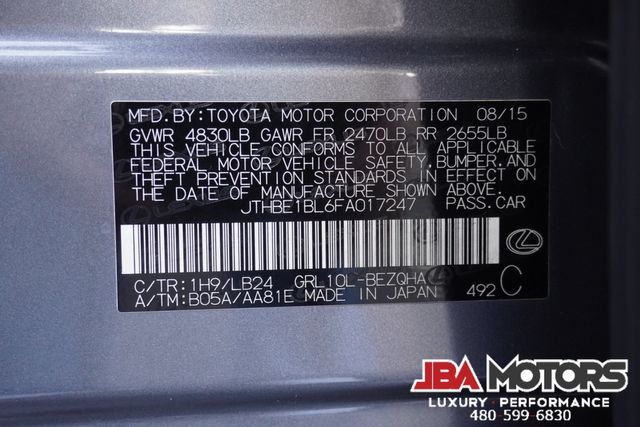 MFD.BY:TOYOTA MOTOR CORPORATION 08/15
GVWR 4830LB GAWR FR 2470LB RR 2655LB
THIS VEHICLE CONFORMS TO ALL APPLICABLE
FEDERAL MOTOR VEHICLE SAFETY,BUMPER,AND
THEFT PREVENTION STANDARDS IN EFFECT ON
THE DATE OF MANUFACTURE SHOWN ABOVE.
JTHBE1BL6FA017247 PASS.CAR
C/TR:1H9/LB24 GRL10L-BEZQHA
A/TM:B05A/AA81E MADE IN JAPAN 492 C
JBA MOTORS
LUXURY - PERFORMANCE
480-599-6830